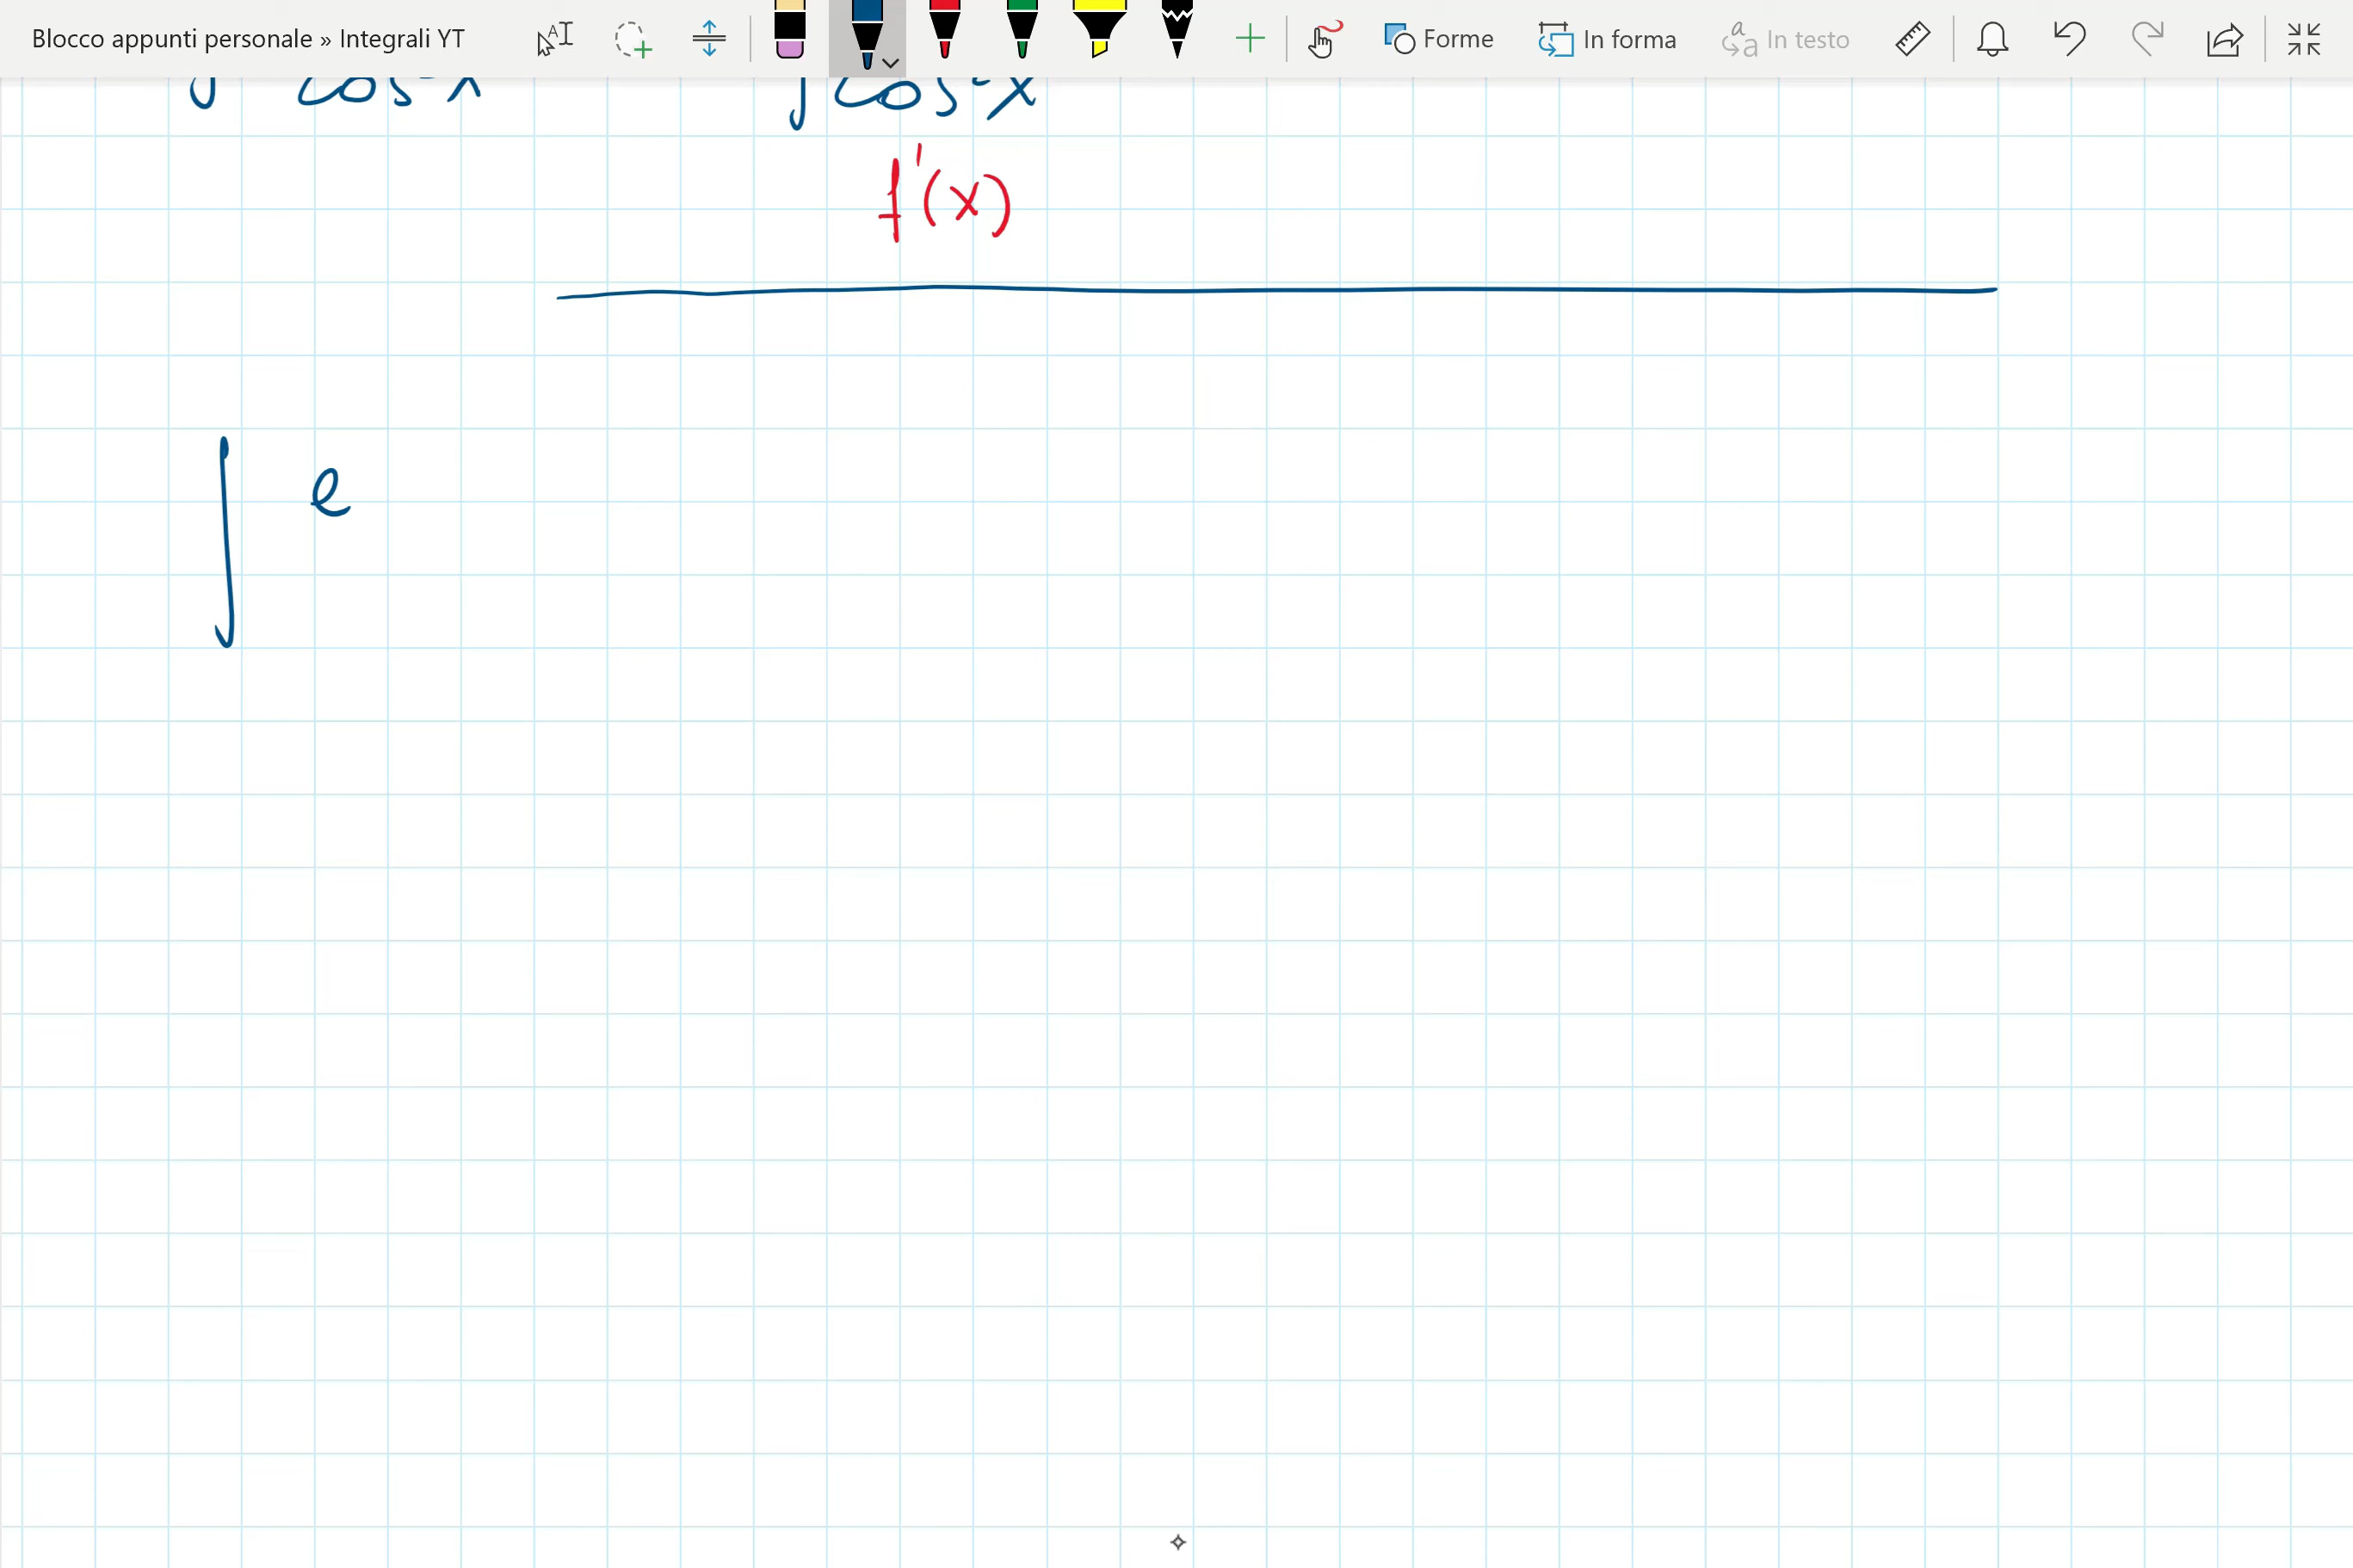 Blocco appunti personale » Integrali YT Forme In forma In testo
∫ cos²x ∫ cos²x
f'(x)
∫ e